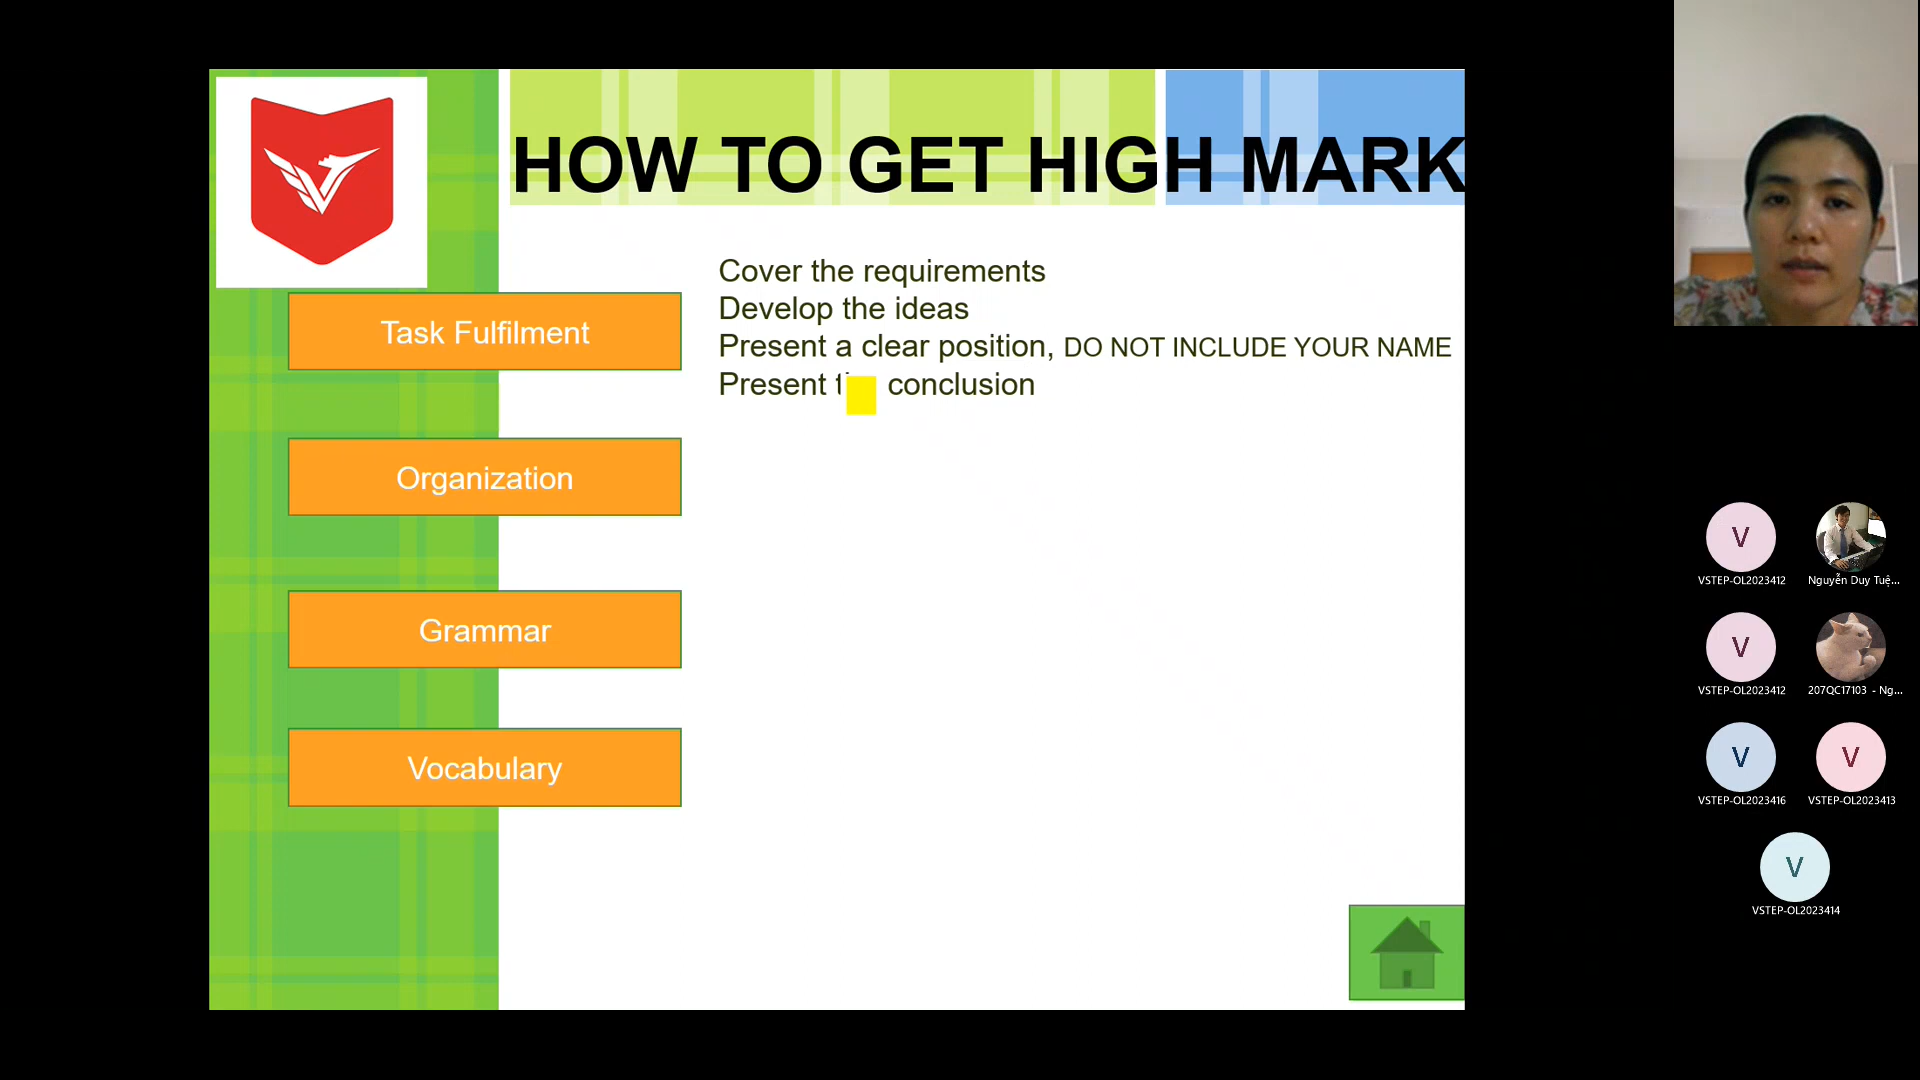 HOW TO GET HIGH MARK
Task Fulfilment
Cover the requirements
Develop the ideas
Present a clear position, DO NOT INCLUDE YOUR NAME
Present conclusion
Organization
Grammar
Vocabulary
V
VSTEP-OL2023412
Nguyễn Duy Tuệ...
V
VSTEP-OL2023412
207QC17103 - Ng...
V
VSTEP-OL2023416
V
VSTEP-OL2023413
V
VSTEP-OL2023414